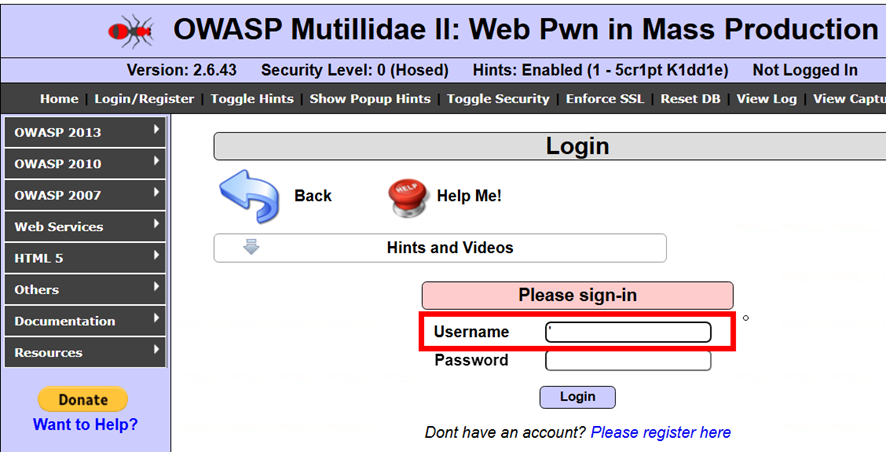 OWASP Mutillidae II: Web Pwn in Mass Production
Version: 2.6.43 Security Level: 0 (Hosed) Hints: Enabled (1 - 5cr1pt K1dd1e) Not Logged In
Home | Login/Register | Toggle Hints | Show Popup Hints | Toggle Security | Enforce SSL | Reset DB | View Log | View Captu
OWASP 2013
OWASP 2010
OWASP 2007
Web Services
HTML 5
Others
Documentation
Resources
Donate
Want to Help?
Login
Back
HELP
Help Me!
Hints and Videos
Please sign-in
Username '
Password
Login
Dont have an account? Please register here